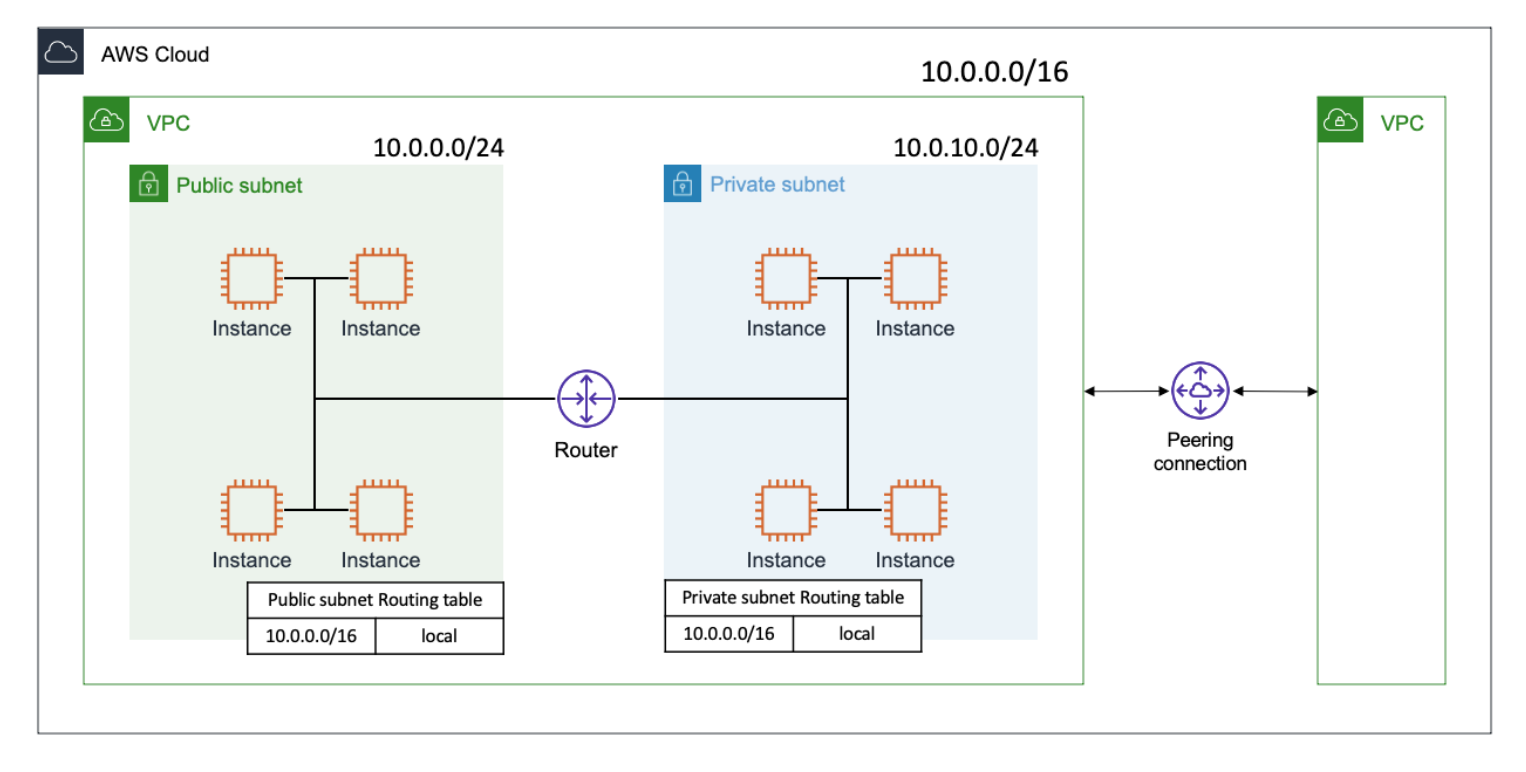 AWS Cloud
10.0.0.0/16
VPC
VPC
10.0.0.0/24
10.0.10.0/24
Public subnet
Private subnet
Instance
Instance
Instance
Instance
Router
Peering
connection
Instance
Instance
Instance
Instance
Public subnet Routing table
10.0.0.0/16 local
Private subnet Routing table
10.0.0.0/16 local